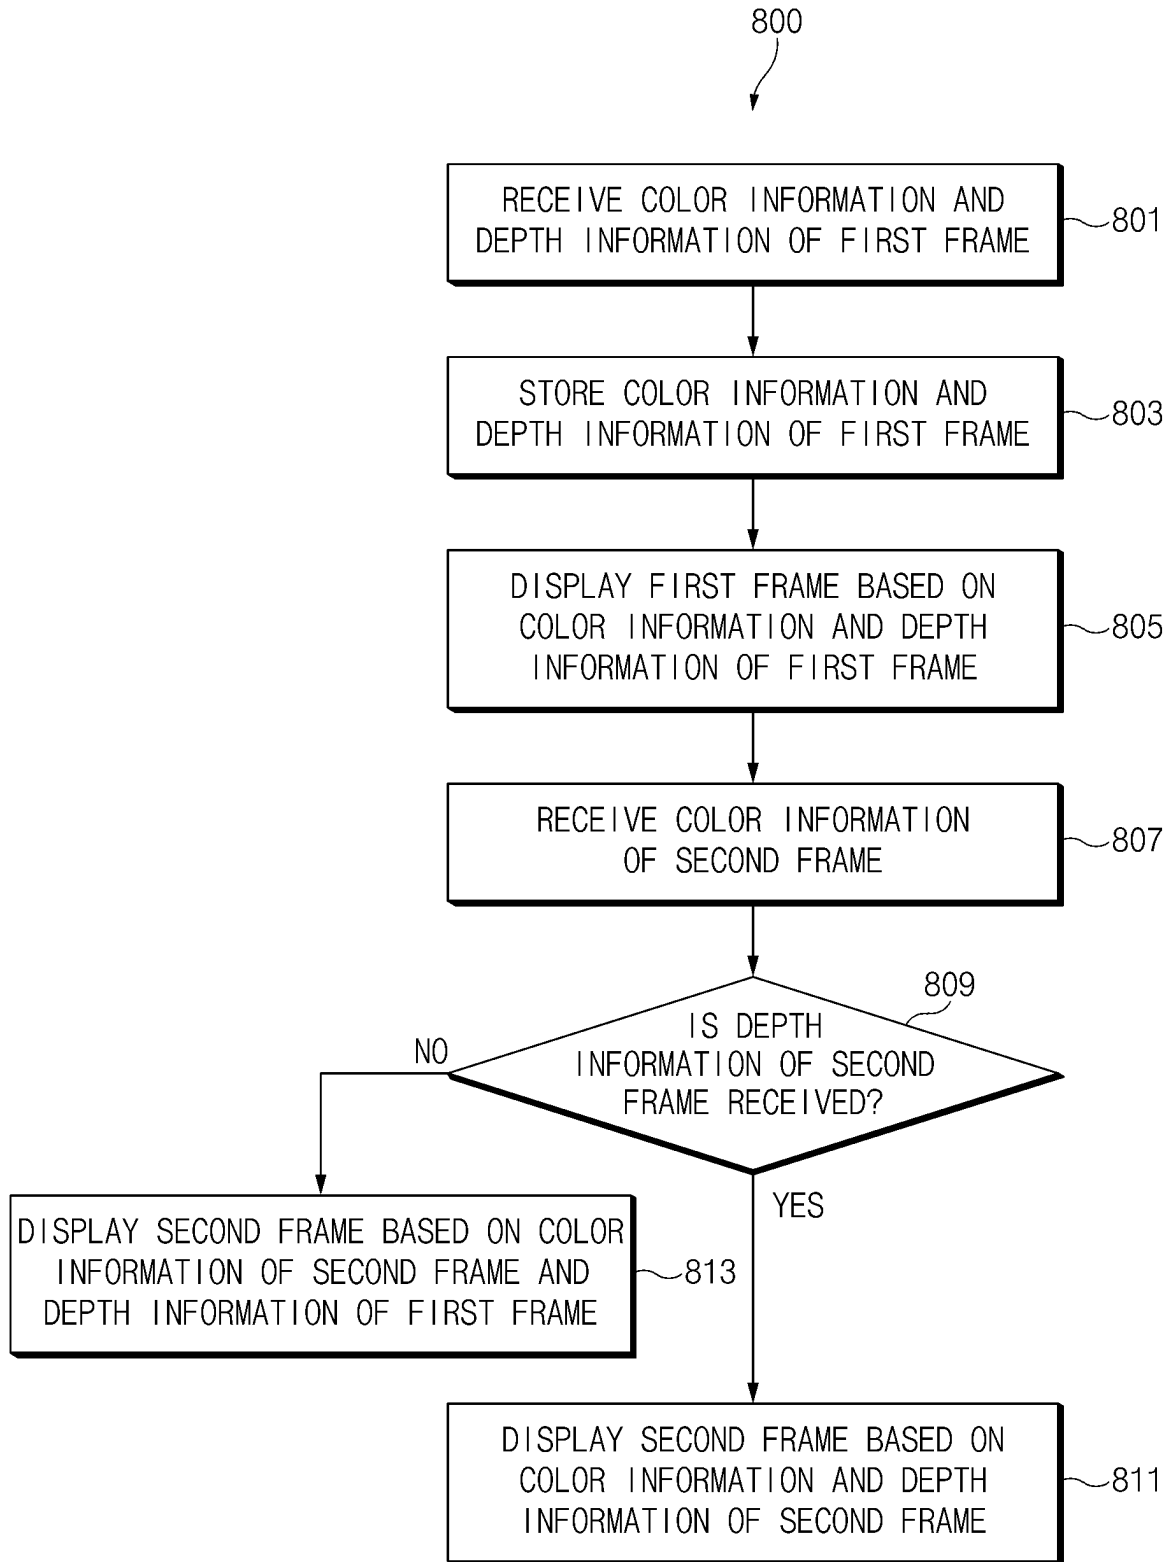 800
RECEIVE COLOR INFORMATION AND
DEPTH INFORMATION OF FIRST FRAME
801
STORE COLOR INFORMATION AND
DEPTH INFORMATION OF FIRST FRAME
803
DISPLAY FIRST FRAME BASED ON
COLOR INFORMATION AND DEPTH
INFORMATION OF FIRST FRAME
805
RECEIVE COLOR INFORMATION
OF SECOND FRAME
807
809
IS DEPTH
INFORMATION OF SECOND
FRAME RECEIVED?
NO
YES
DISPLAY SECOND FRAME BASED ON COLOR
INFORMATION OF SECOND FRAME AND
DEPTH INFORMATION OF FIRST FRAME
813
DISPLAY SECOND FRAME BASED ON
COLOR INFORMATION AND DEPTH
INFORMATION OF SECOND FRAME
811